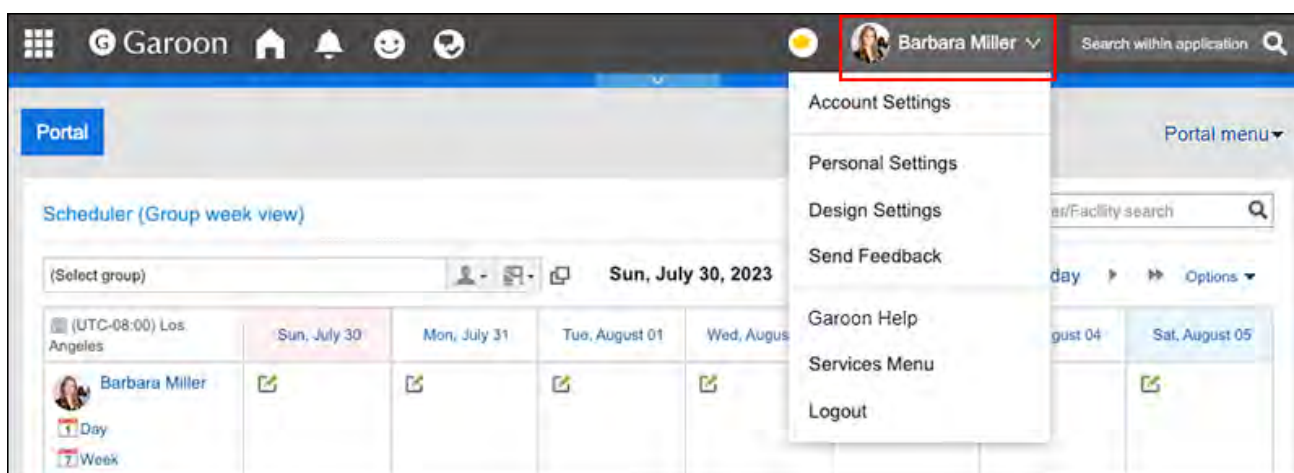 Garoon
Barbara Miller
Search within application
Account Settings
Portal
Portal menu
Personal Settings
Scheduler (Group week view)
Design Settings
er/Facility search
Send Feedback
(Select group)
Sun, July 30, 2023
day
Options
(UTC-08:00) Los Angeles
Sun, July 30
Mon, July 31
Tue, August 01
Wed, Augus
Garoon Help
gust 04
Sat, August 05
Services Menu
Barbara Miller
Logout
1 Day
7 Week